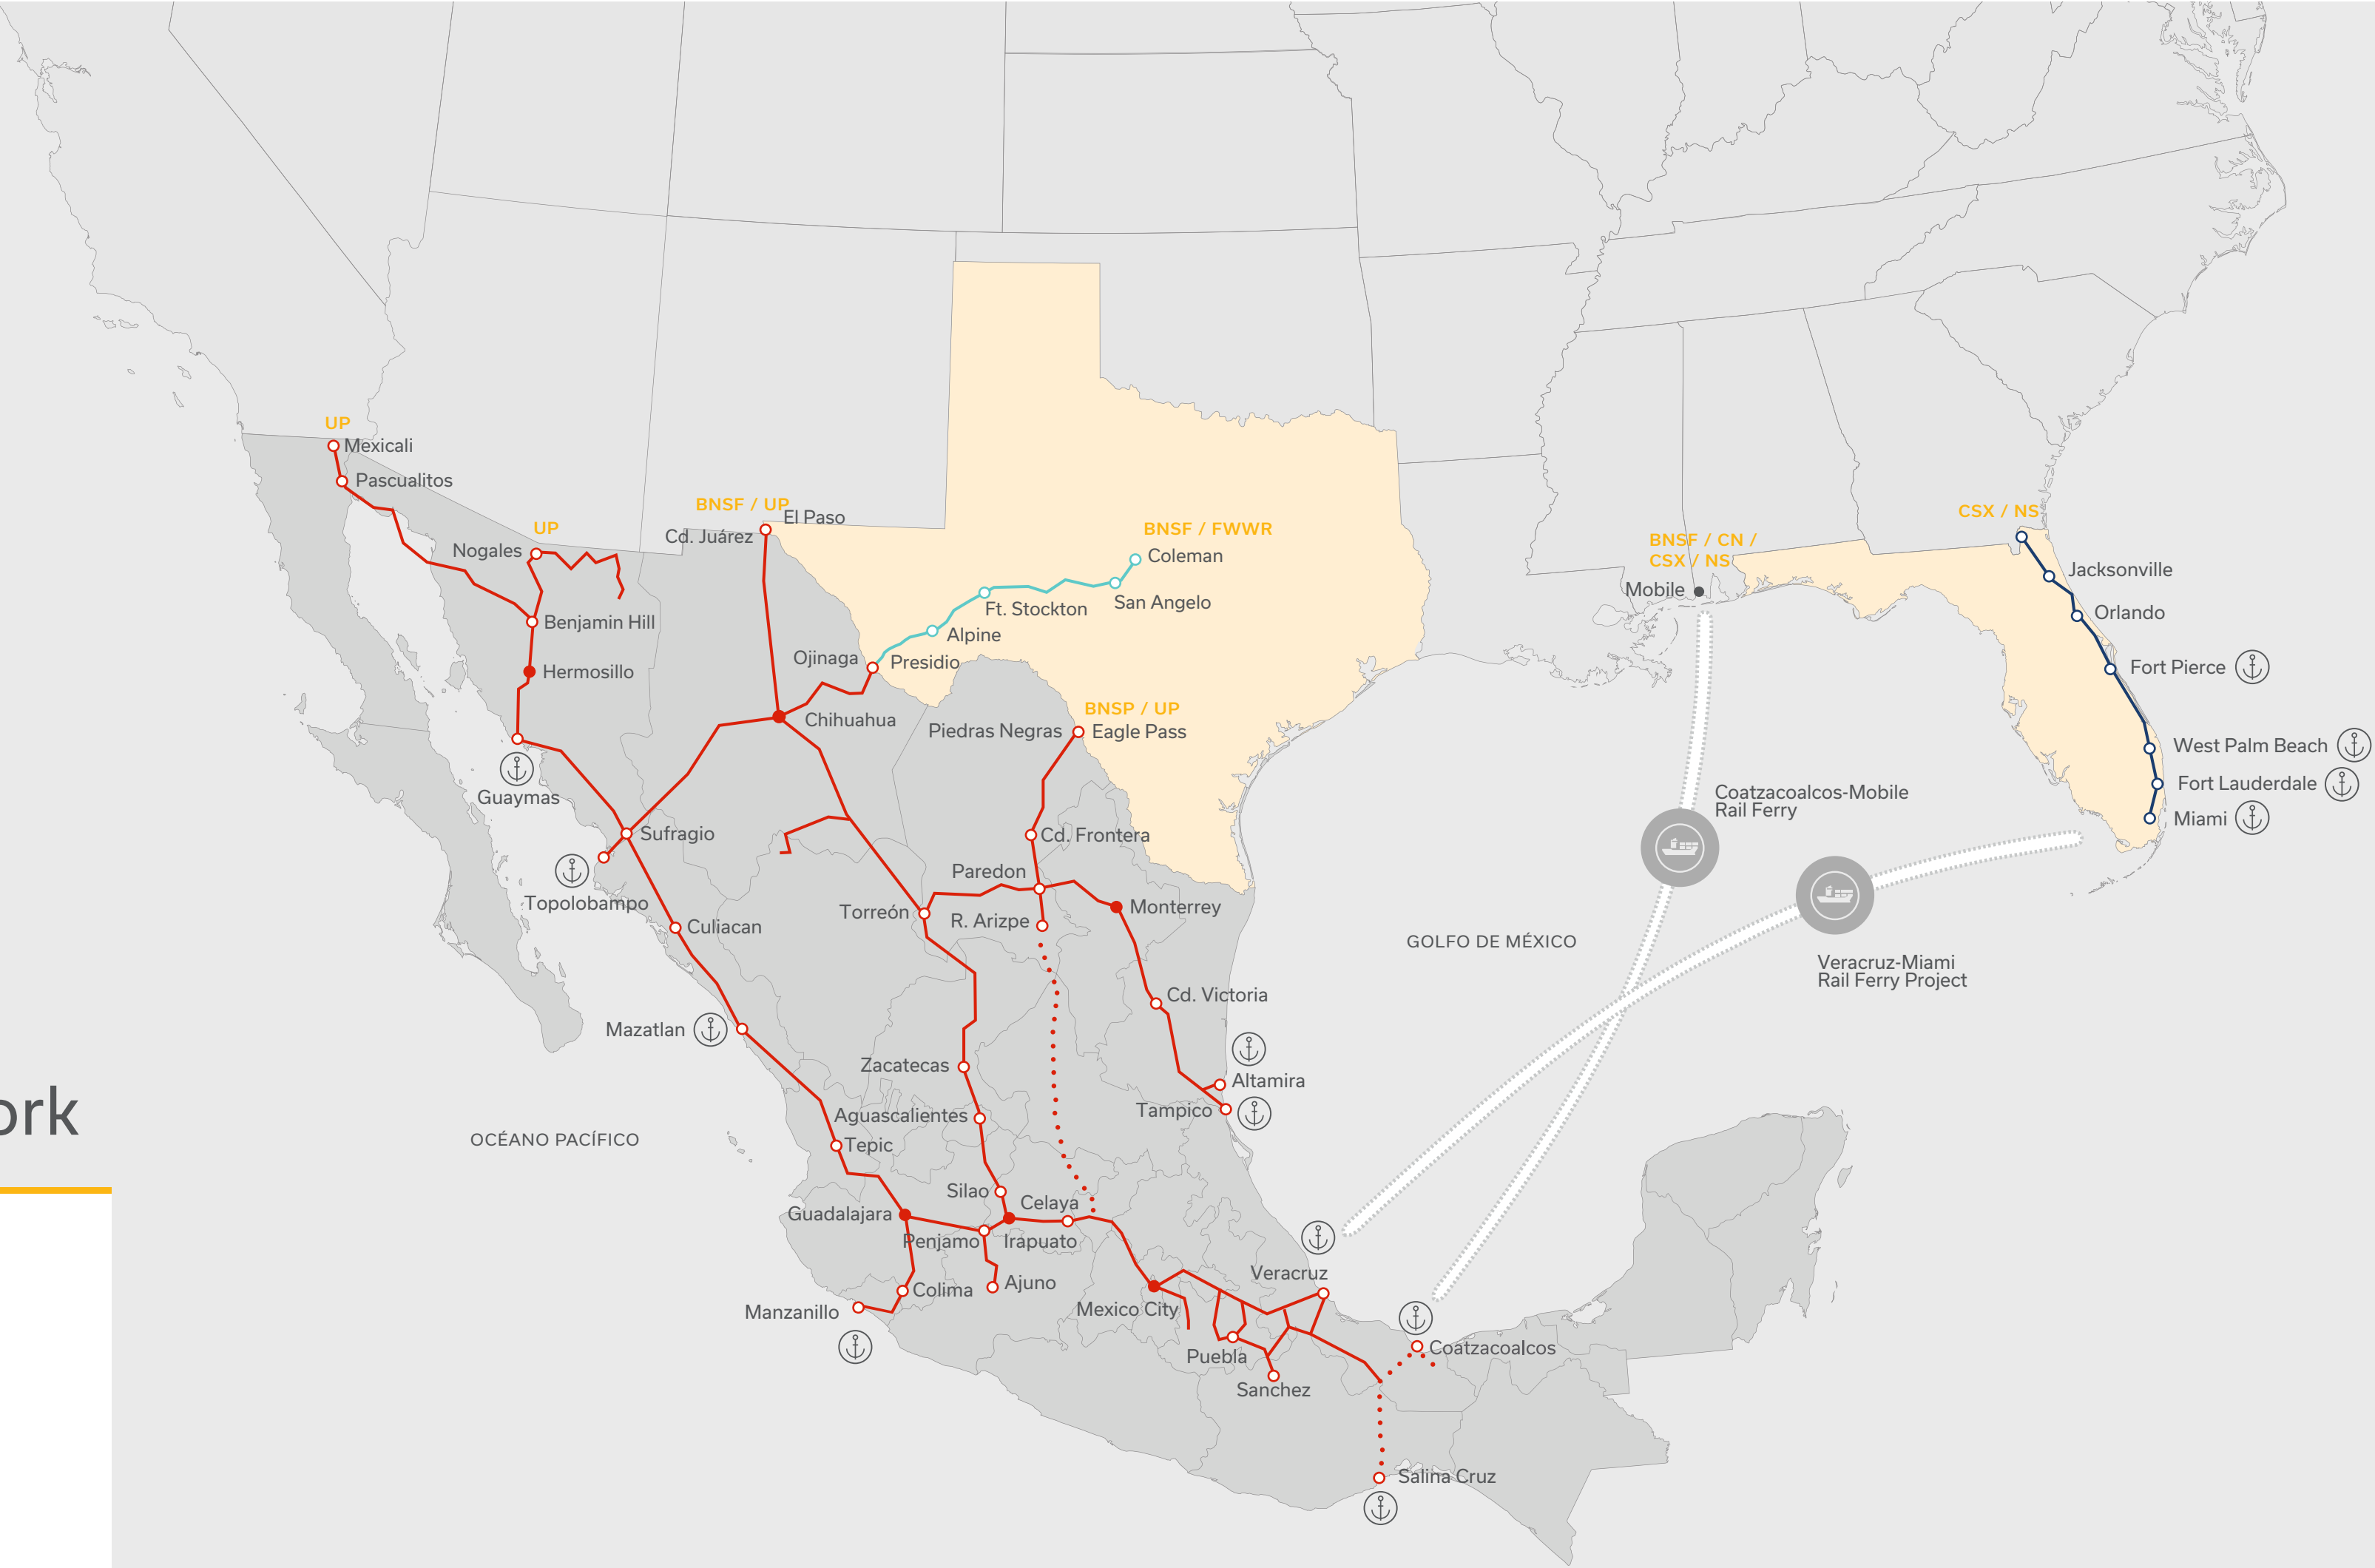 UP
Mexicali
Pascualitos
UP
Nogales
Benjamin Hill
Hermosillo
Guaymas
BNSF / UP
El Paso
Cd. Juárez
BNSF / FWWR
Coleman
San Angelo
Ft. Stockton
Alpine
Ojinaga
Presidio
Chihuahua
BNSP / UP
Piedras Negras
Eagle Pass
BNSF / CN /
CSX / NS
Mobile
CSX / NS
Jacksonville
Orlando
Fort Pierce
West Palm Beach
Fort Lauderdale
Miami
Coatzacoalcos-Mobile
Rail Ferry
Veracruz-Miami
Rail Ferry Project
GOLFO DE MÉXICO
Sufragio
Topolobampo
Culiacan
Mazatlan
Cd. Frontera
Paredon
Torreón
R. Arizpe
Monterrey
Cd. Victoria
Altamira
Tampico
Zacatecas
Aguascalientes
Tepic
Silao
Celaya
Guadalajara
Penjamo
Irapuato
Ajuno
Colima
Manzanillo
Mexico City
Veracruz
Puebla
Sanchez
Coatzacoalcos
Salina Cruz
OCÉANO PACÍFICO
ork